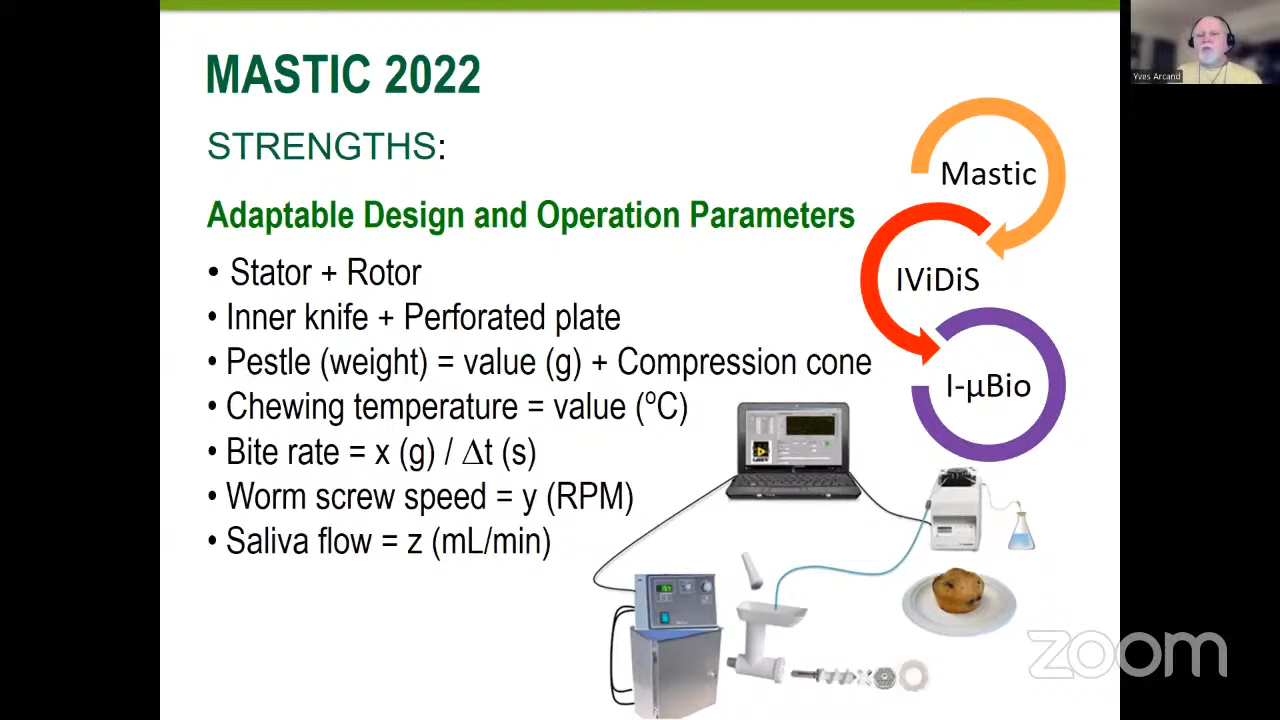 MASTIC 2022
STRENGTHS:
Adaptable Design and Operation Parameters
• Stator + Rotor
• Inner knife + Perforated plate
• Pestle (weight) = value (g) + Compression cone
• Chewing temperature = value (ºC)
• Bite rate = x (g) / Δt (s)
• Worm screw speed = y (RPM)
• Saliva flow = z (mL/min)
Mastic
IViDiS
I-µBio
Yves Arcand
zoom